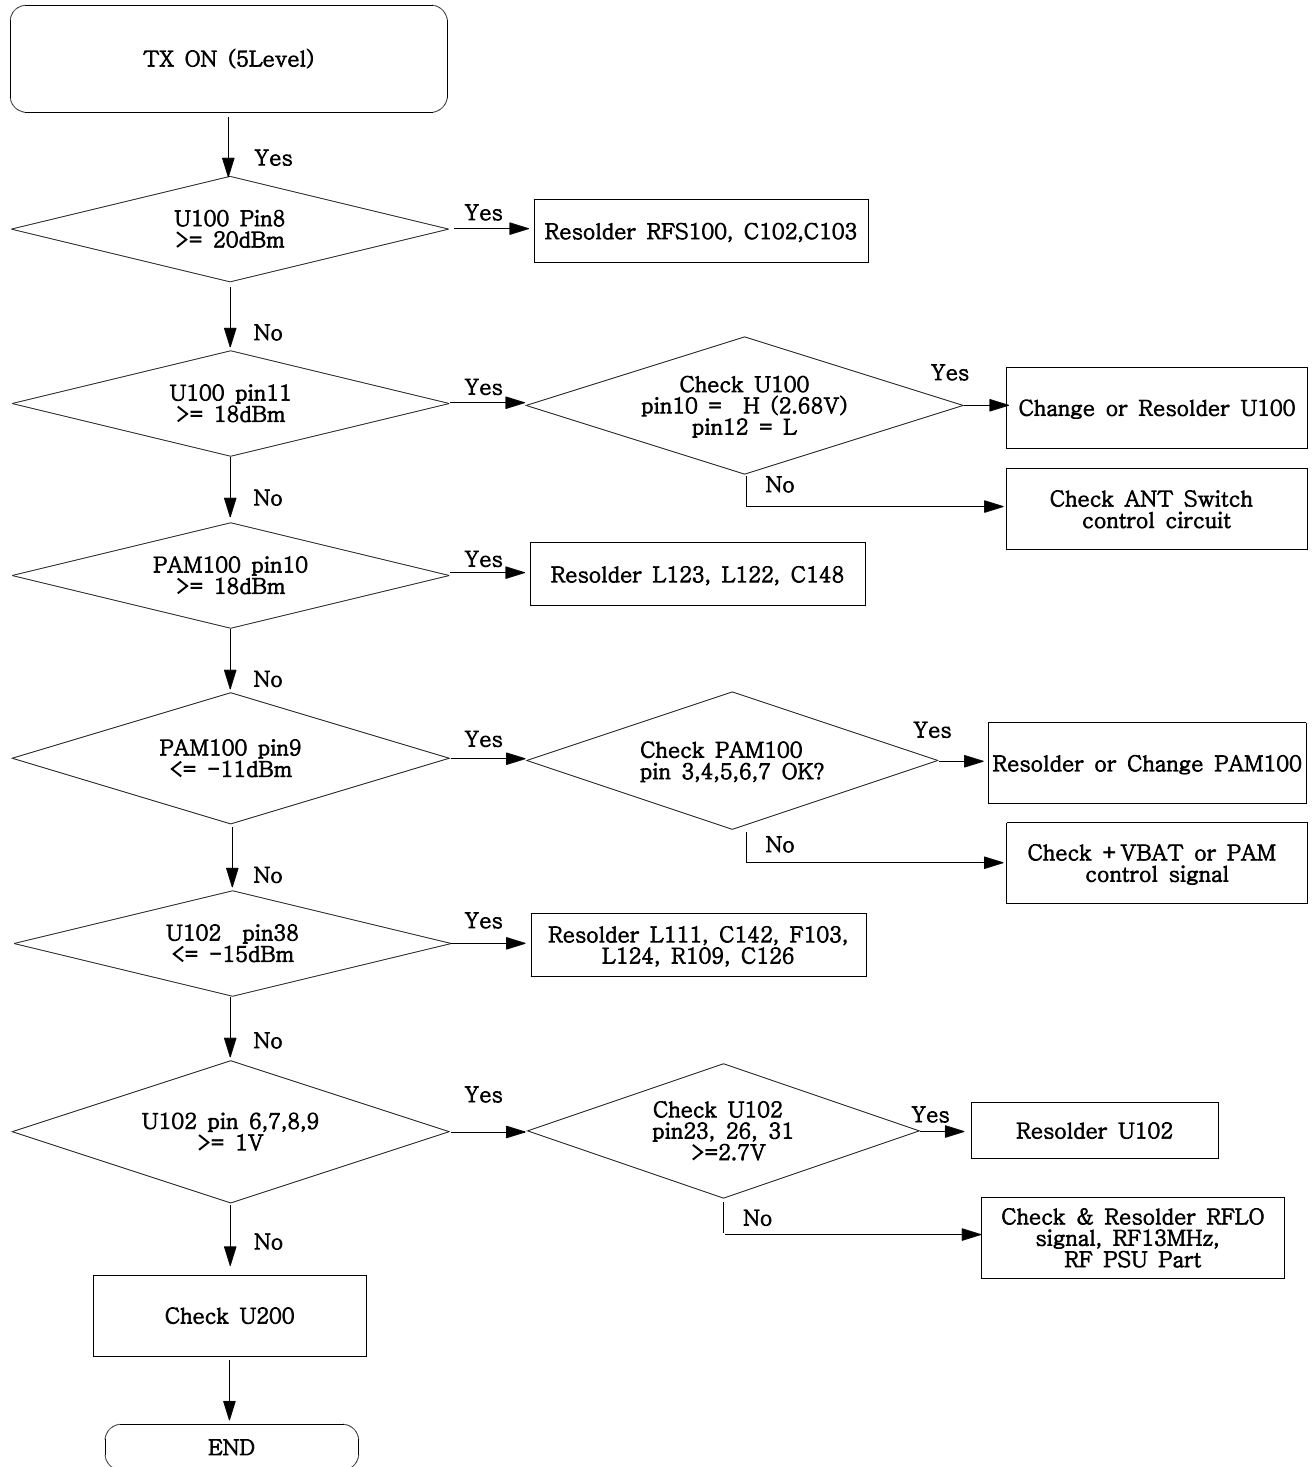 TX ON (5Level)
Yes
U100 Pin8
>= 20dBm
Yes
Resolder RFS100, C102,C103
No
U100 pin11
>= 18dBm
Yes
Check U100
pin10 =  H (2.68V)
pin12 = L
Yes
Change or Resolder U100
No
Check ANT Switch
control circuit
No
PAM100 pin10
>= 18dBm
Yes
Resolder L123, L122, C148
No
PAM100 pin9
<= -11dBm
Yes
Check PAM100
pin 3,4,5,6,7 OK?
Yes
Resolder or Change PAM100
No
Check +VBAT or PAM
control signal
No
U102  pin38
<= -15dBm
Yes
Resolder L111, C142, F103,
L124, R109, C126
No
U102 pin 6,7,8,9
>= 1V
Yes
Check U102
pin23, 26, 31
>=2.7V
Yes
Resolder U102
No
Check & Resolder RFLO
signal, RF13MHz,
RF PSU Part
No
Check U200
END